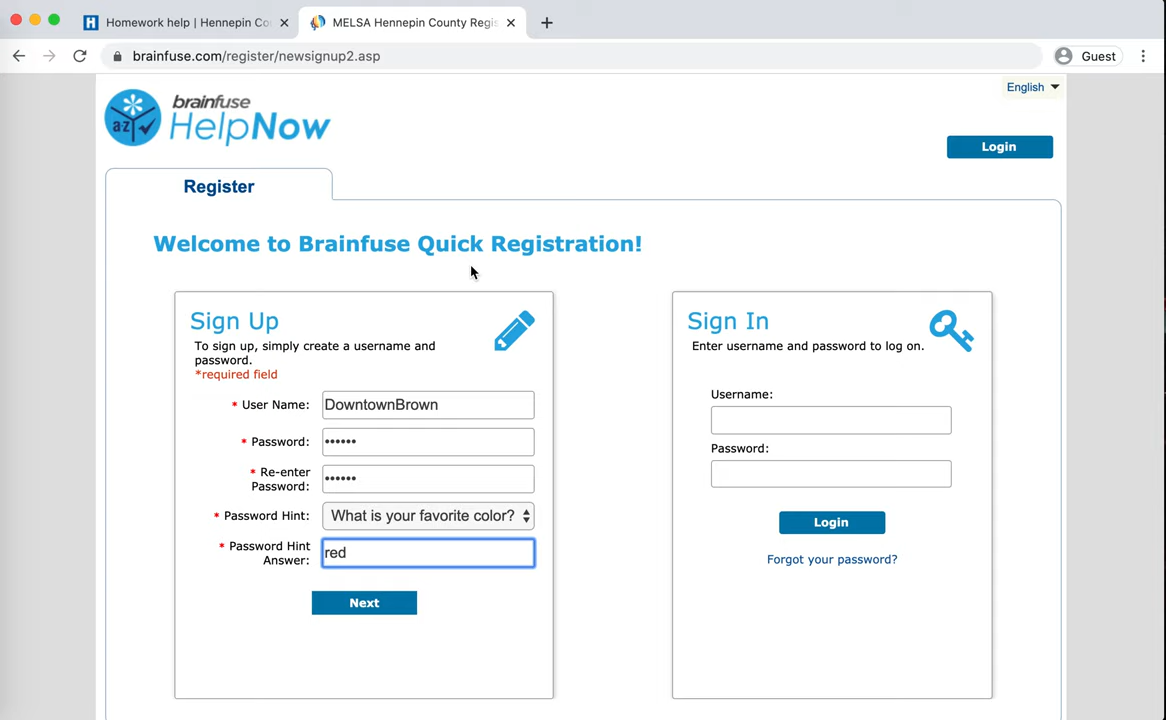 Homework help | Hennepin Co
MELSA Hennepin County Regis
brainfuse.com/register/newsignup2.asp
Guest
English
a-z
brainfuse
HelpNow
Login
Register
Welcome to Brainfuse Quick Registration!
Sign Up
To sign up, simply create a username and
password.
*required field
* User Name:
DowntownBrown
* Password:
••••••
* Re-enter
Password:
••••••
* Password Hint:
What is your favorite color?
* Password Hint
Answer:
red
Next
Sign In
Enter username and password to log on.
Username:
Password:
Login
Forgot your password?